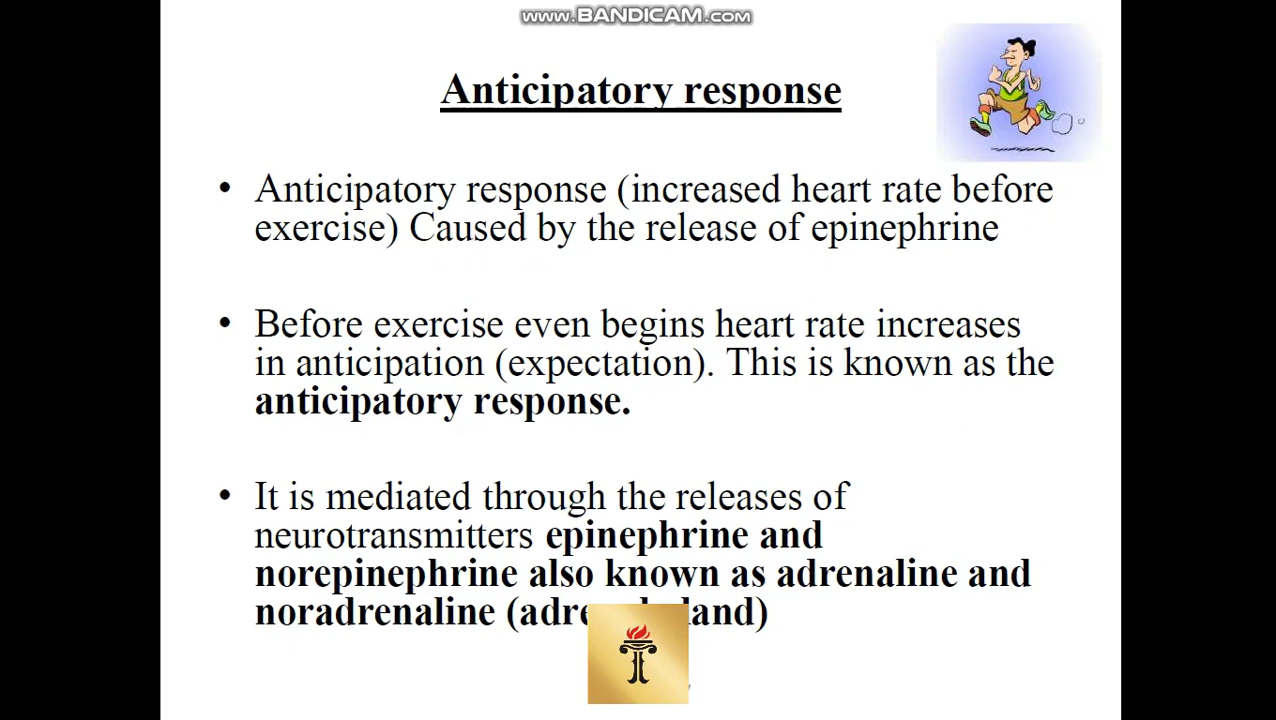 www.BANDICAM.com
Anticipatory response
• Anticipatory response (increased heart rate before
exercise) Caused by the release of epinephrine
• Before exercise even begins heart rate increases
in anticipation (expectation). This is known as the
anticipatory response.
• It is mediated through the releases of
neurotransmitters epinephrine and
norepinephrine also known as adrenaline and
noradrenaline